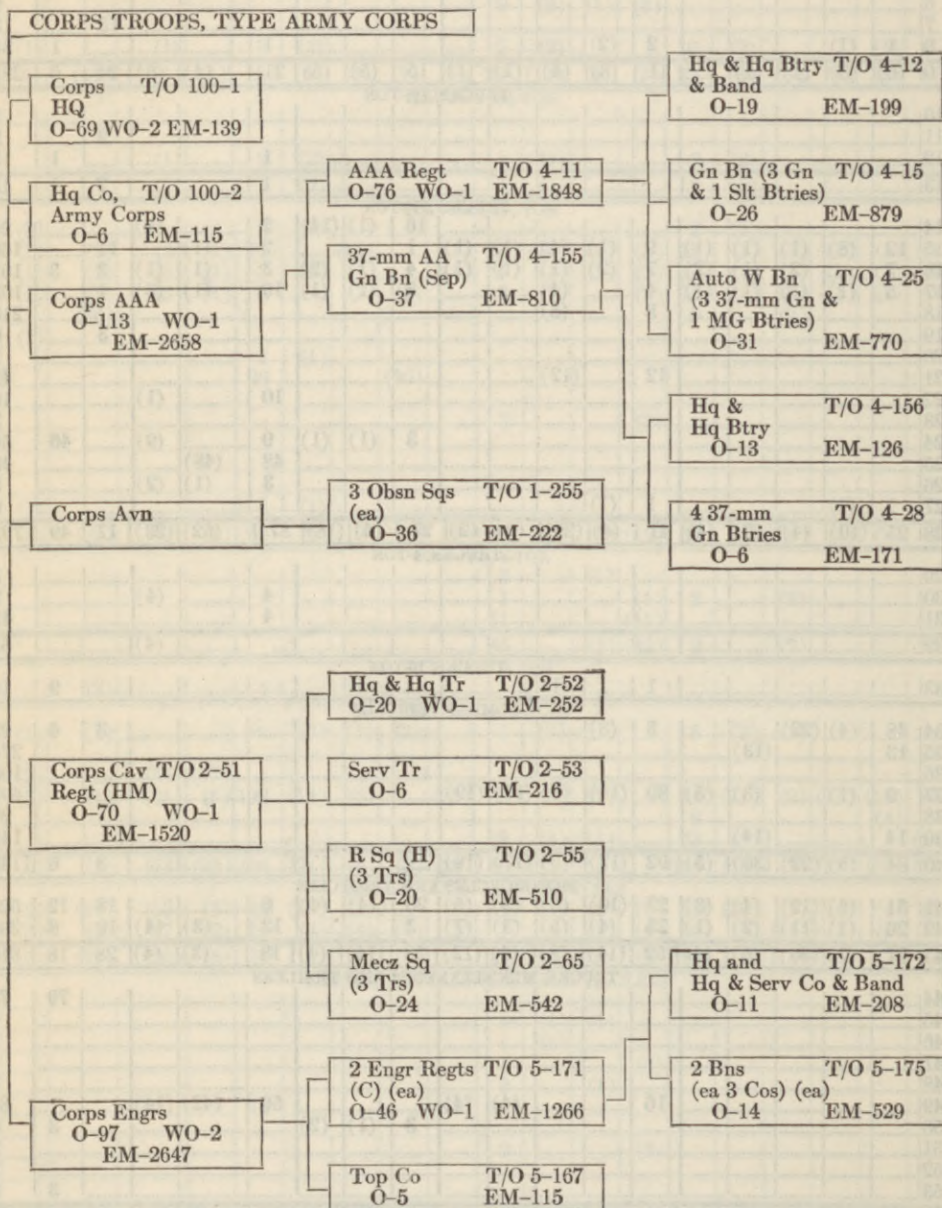 CORPS TROOPS, TYPE ARMY CORPS
Corps T/O 100-1
HQ
O-69 WO-2 EM-139
Hq Co, T/O 100-2
Army Corps
O-6 EM-115
Corps AAA
O-113 WO-1
EM-2658
AAA Regt T/O 4-11
O-76 WO-1 EM-1848
37-mm AA T/O 4-155
Gn Bn (Sep)
O-37 EM-810
Hq & Hq Btry T/O 4-12
& Band
O-19 EM-199
Gn Bn (3 Gn T/O 4-15
& 1 Slt Btries)
O-26 EM-879
Auto W Bn T/O 4-25
(3 37-mm Gn &
1 MG Btries)
O-31 EM-770
Hq & T/O 4-156
Hq Btry
O-13 EM-126
4 37-mm T/O 4-28
Gn Btries
O-6 EM-171
Corps Avn
3 Obsn Sqs T/O 1-255
(ea)
O-36 EM-222
Corps Cav T/O 2-51
Regt (HM)
O-70 WO-1
EM-1520
Hq & Hq Tr T/O 2-52
O-20 WO-1 EM-252
Serv Tr T/O 2-53
O-6 EM-216
R Sq (H) T/O 2-55
(3 Trs)
O-20 EM-510
Mecz Sq T/O 2-65
(3 Trs)
O-24 EM-542
Corps Engrs
O-97 WO-2
EM-2647
2 Engr Regts T/O 5-171
(C) (ea)
O-46 WO-1 EM-1266
Top Co T/O 5-167
O-5 EM-115
Hq and T/O 5-172
Hq & Serv Co & Band
O-11 EM-208
2 Bns T/O 5-175
(ea 3 Cos) (ea)
O-14 EM-529